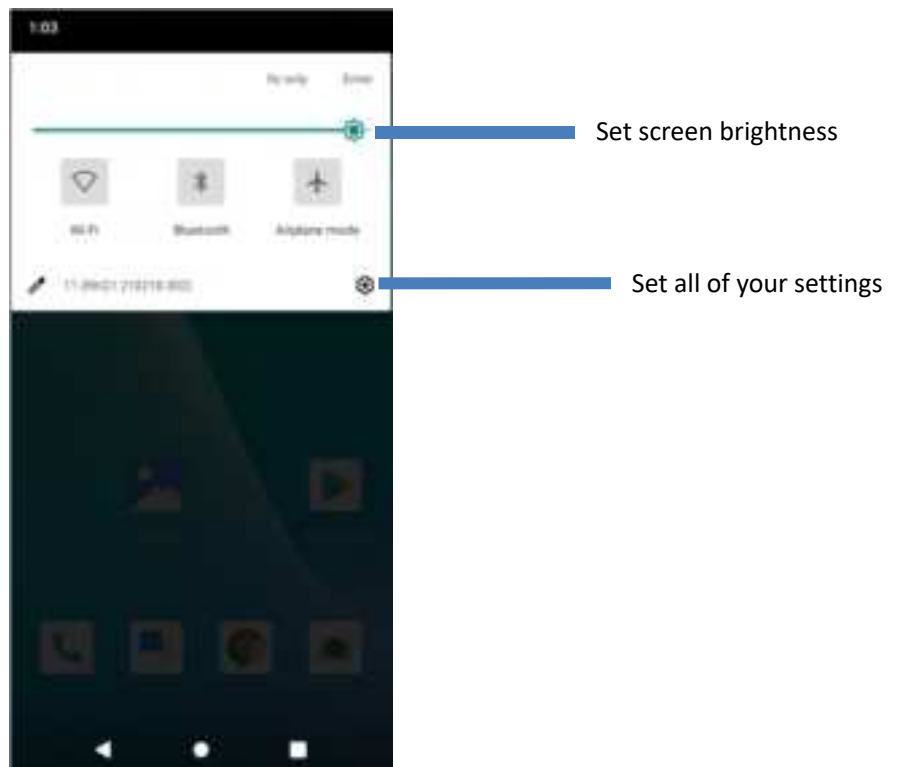 1:03
Set screen brightness
Wi-Fi
Bluetooth
Airplane mode
Set all of your settings